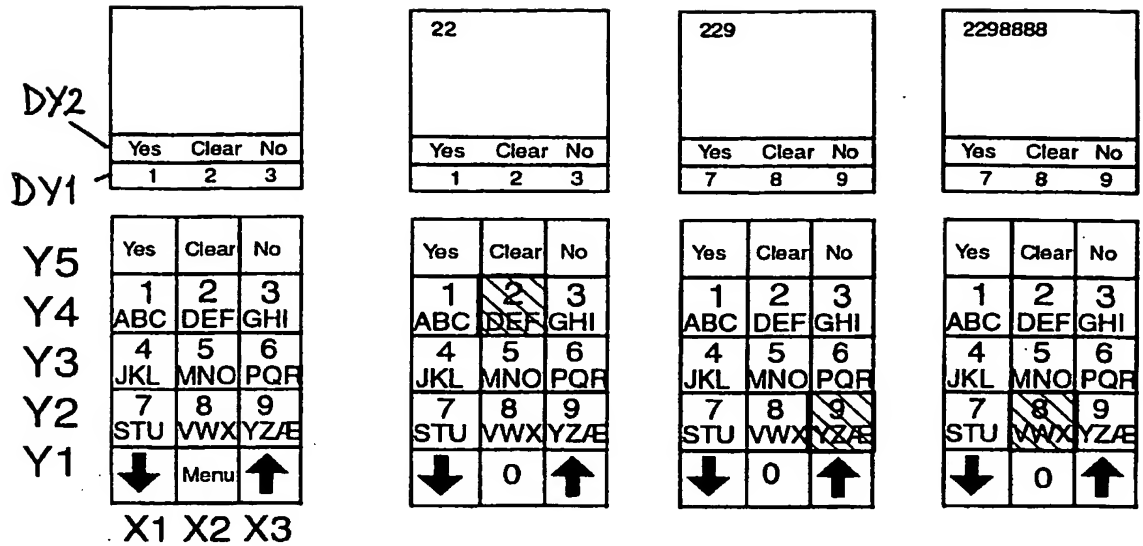 22 229 2298888
DY2
Yes Clear No Yes Clear No Yes Clear No Yes Clear No
DY1 1 2 3 1 2 3 7 8 9 7 8 9
Y5 Yes Clear No Yes Clear No Yes Clear No Yes Clear No
Y4 1 2 3 1 2 3 1 2 3 1 2 3
ABC DEF GHI ABC DEF GHI ABC DEF GHI ABC DEF GHI
Y3 4 5 6 4 5 6 4 5 6 4 5 6
JKL MNO PQR JKL MNO PQR JKL MNO PQR JKL MNO PQR
Y2 7 8 9 7 8 9 7 8 9 7 8 9
STU VWX YZÆ STU VWX YZÆ STU VWX YZÆ STU VWX YZÆ
Y1 Menu 0 0 0
X1 X2 X3